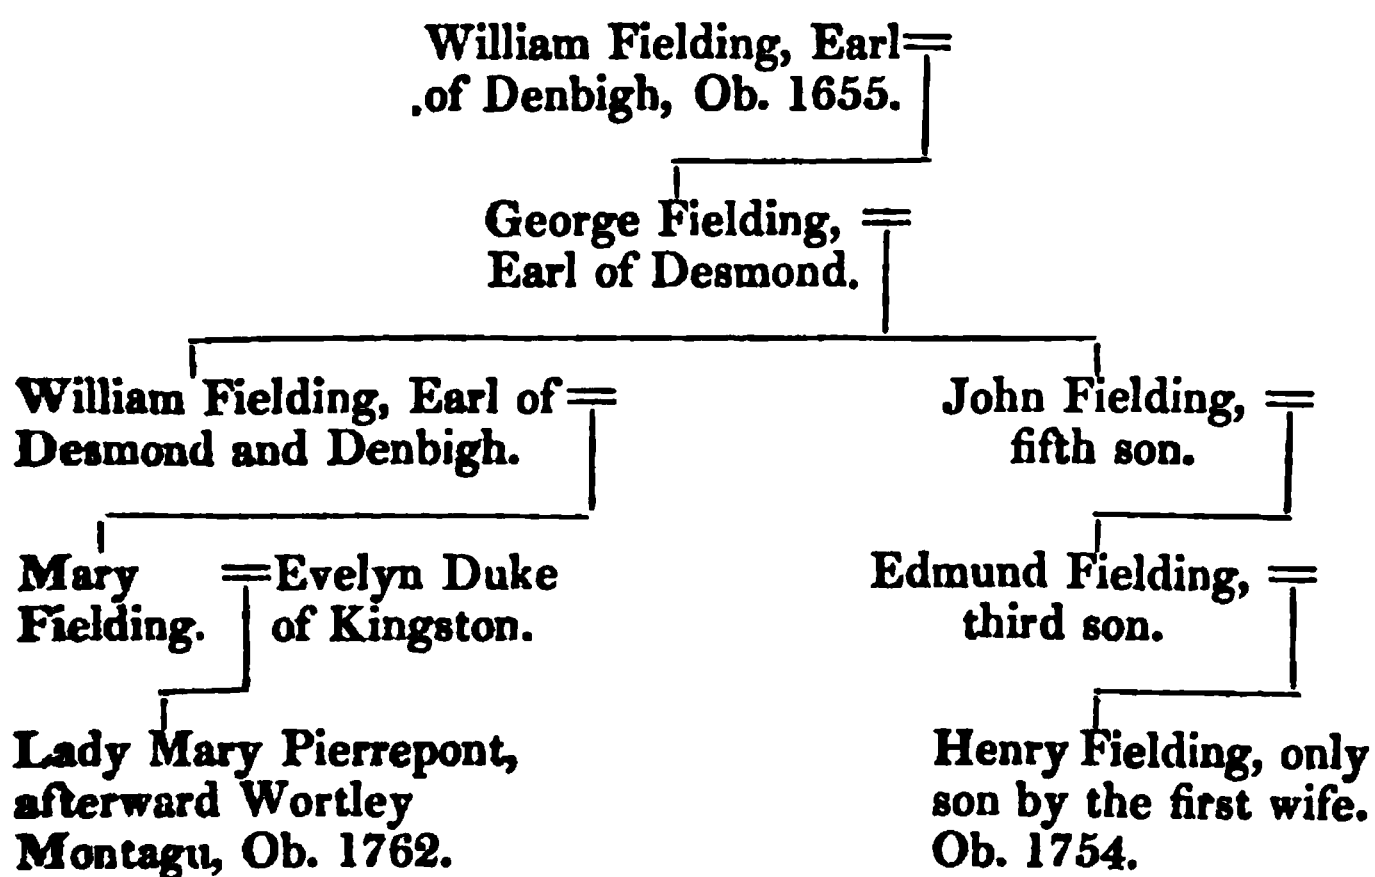 William Fielding, Earl=
of Denbigh, Ob. 1655.
George Fielding, =
Earl of Desmond.
William Fielding, Earl of =
Desmond and Denbigh.
John Fielding, =
fifth son.
Mary = Evelyn Duke
Fielding. of Kingston.
Edmund Fielding, =
third son.
Lady Mary Pierrepont,
afterward Wortley
Montagu, Ob. 1762.
Henry Fielding, only
son by the first wife.
Ob. 1754.